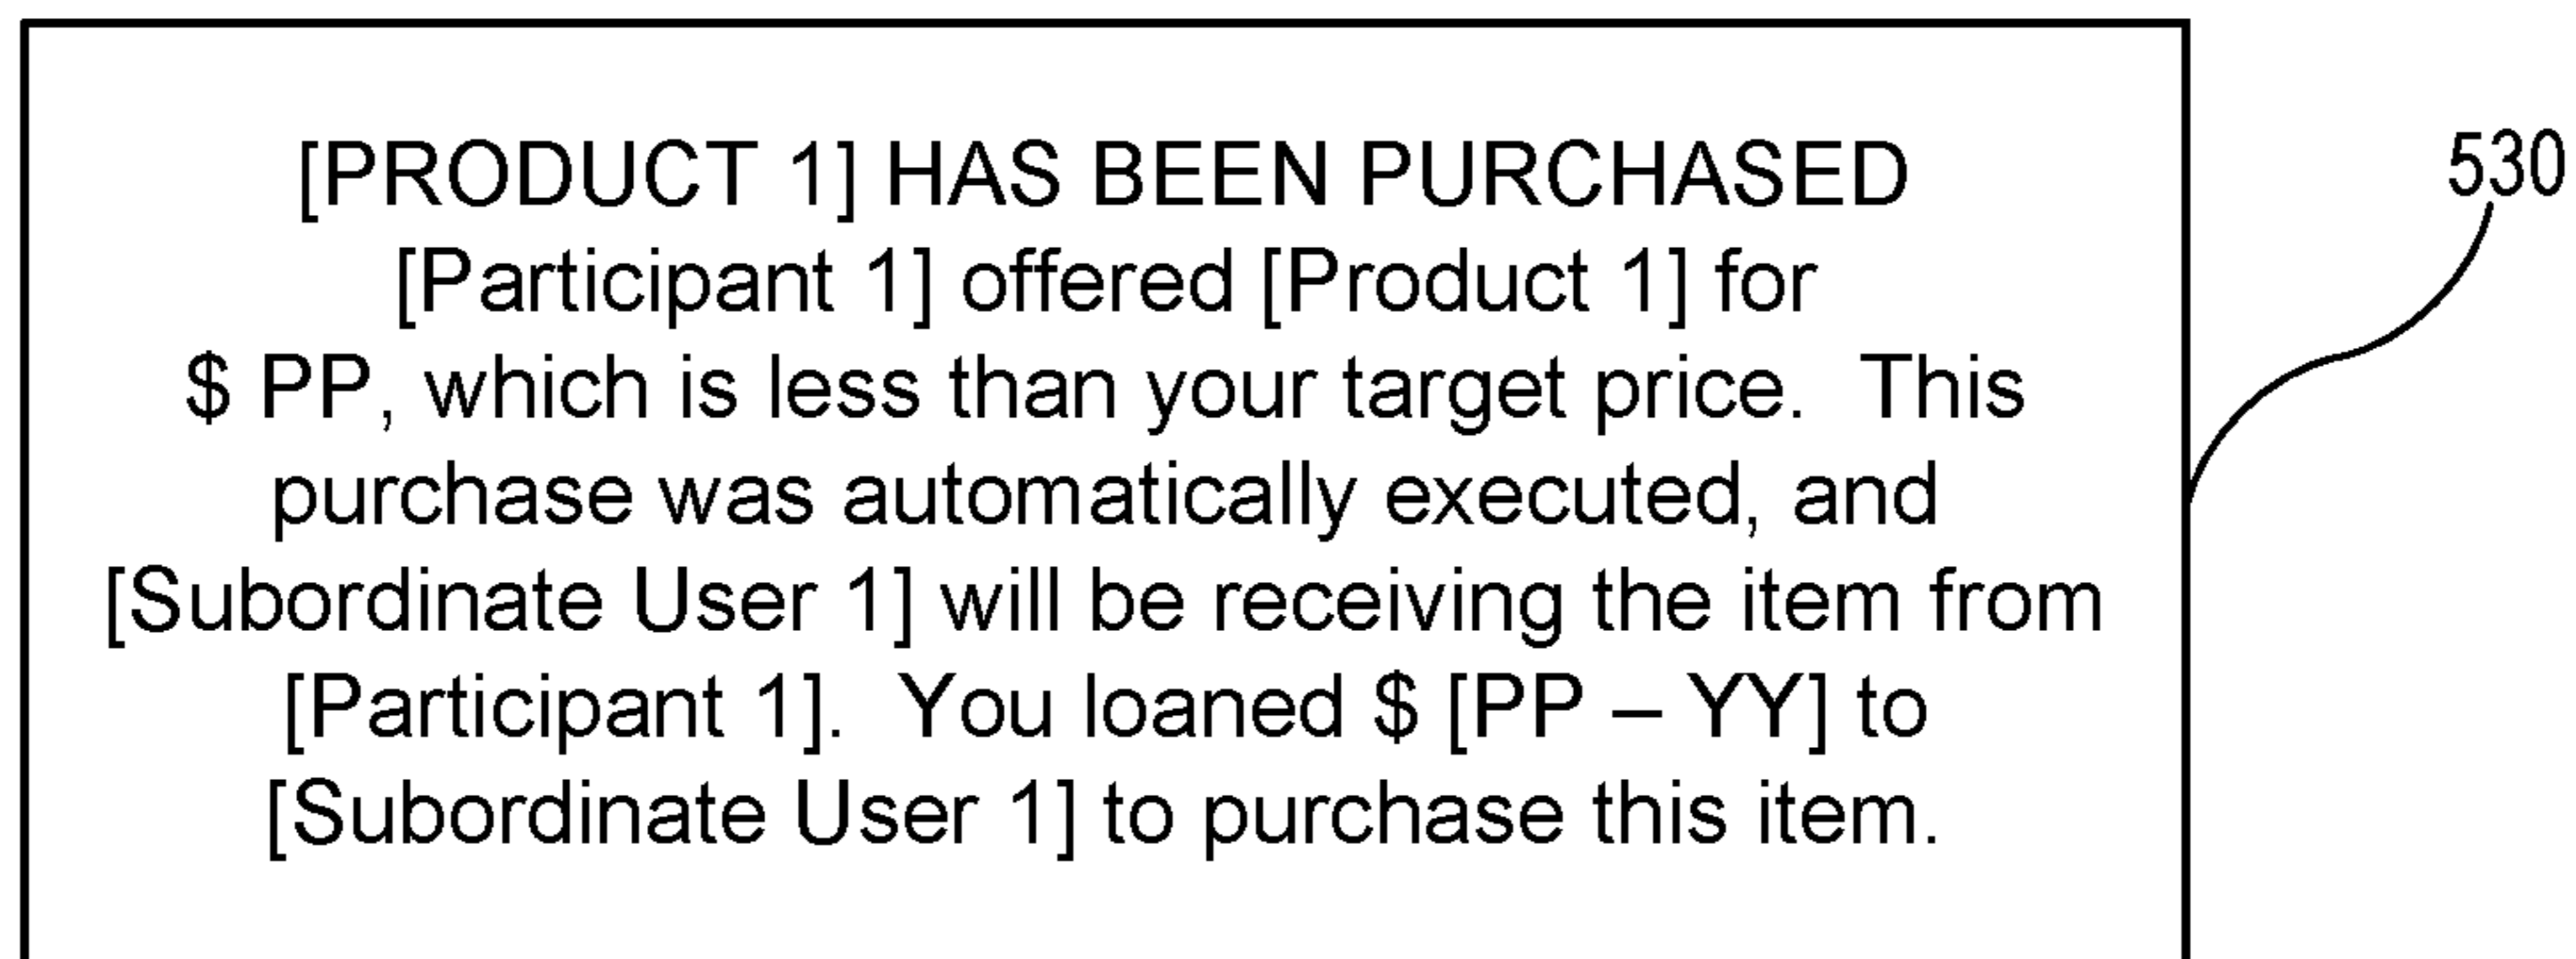 [PRODUCT 1] HAS BEEN PURCHASED
[Participant 1] offered [Product 1] for
$ PP, which is less than your target price.  This
purchase was automatically executed, and
[Subordinate User 1] will be receiving the item from
[Participant 1].  You loaned $ [PP – YY] to
[Subordinate User 1] to purchase this item.
530